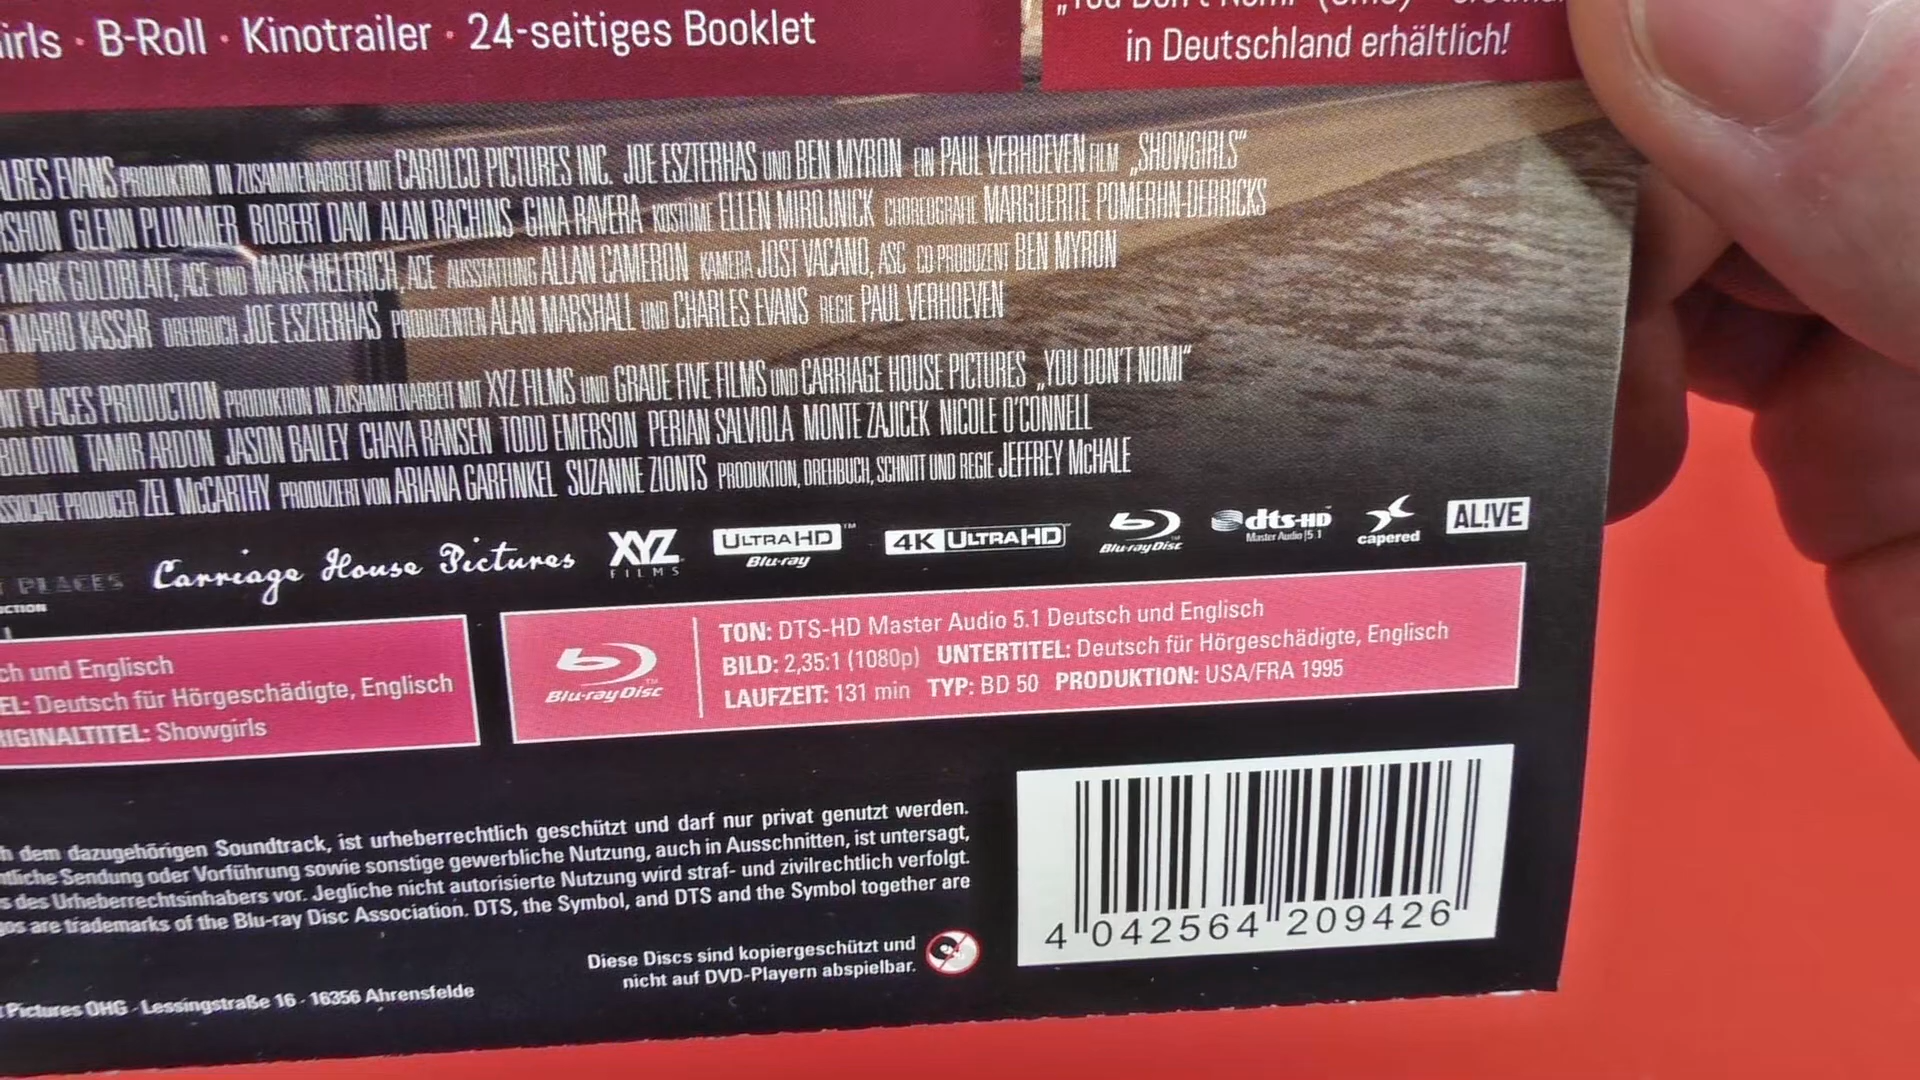 irls · B-Roll · Kinotrailer · 24-seitiges Booklet
in Deutschland erhältlich!
EVANS PRODUKTION IN ZUSAMMENARBEIT MIT CAROLCO PICTURES INC. JOE ESZTERHAS UND BEN MYRON EIN PAUL VERHOEVEN FILM „SHOWGIRLS“
RSHON GLENN PLUMMER ROBERT DAVI ALAN RACHINS GINA RAVERA KOSTÜME ELLEN MIROJNICK CHOREOGRAFIE MARGUERITE POMERHN-DERRICKS
MARK GOLDBLATT, ACE UND MARK HELFRICH, ACE AUSSTATTUNG ALLAN CAMERON KAMERA JOST VACANO, ASC CO PRODUZENT BEN MYRON
MARIO KASSAR DREHBUCH JOE ESZTERHAS PRODUZENTEN ALAN MARSHALL UND CHARLES EVANS REGIE PAUL VERHOEVEN
NT PLACES PRODUCTION PRODUKTION IN ZUSAMMENARBEIT MIT XYZ FILMS UND GRADE FIVE FILMS UND CARRIAGE HOUSE PICTURES „YOU DON'T NOMI“
BOLOTIN TAMIR ARDON JASON BAILEY CHAYA RANSEN TODD EMERSON PERIAN SALVIOLA MONTE ZAJICEK NICOLE O'CONNELL
SSOCIATE PRODUCER ZEL McCARTHY PRODUZIERT VON ARIANA GARFINKEL SUZANNE ZIONTS PRODUKTION, DREHBUCH, SCHNITT UND REGIE JEFFREY McHALE
PLACES
UCTION
Carriage House Pictures
XYZ
FILMS
ULTRA HD™
Blu-ray
4K ULTRA HD
Blu-ray Disc
dts-HD
Master Audio | 5.1
capered
AL!VE
ch und Englisch
EL: Deutsch für Hörgeschädigte, Englisch
RIGINALTITEL: Showgirls
Blu-ray Disc™
TON: DTS-HD Master Audio 5.1 Deutsch und Englisch
BILD: 2,35:1 (1080p) UNTERTITEL: Deutsch für Hörgeschädigte, Englisch
LAUFZEIT: 131 min TYP: BD 50 PRODUKTION: USA/FRA 1995
h dem dazugehörigen Soundtrack, ist urheberrechtlich geschützt und darf nur privat genutzt werden.
ntliche Sendung oder Vorführung sowie sonstige gewerbliche Nutzung, auch in Ausschnitten, ist untersagt,
s des Urheberrechtsinhabers vor. Jegliche nicht autorisierte Nutzung wird straf- und zivilrechtlich verfolgt.
gos are trademarks of the Blu-ray Disc Association. DTS, the Symbol, and DTS and the Symbol together are
Diese Discs sind kopiergeschützt und
nicht auf DVD-Playern abspielbar.
t Pictures OHG · Lessingstraße 16 · 16356 Ahrensfelde
4 042564 209426